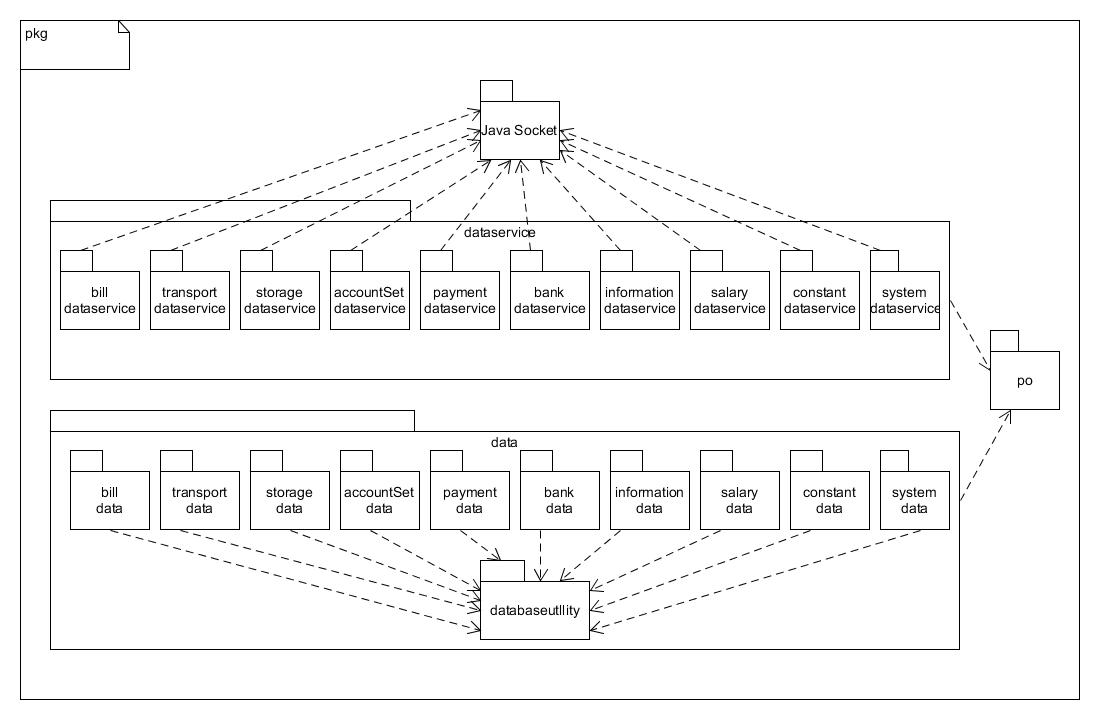 pkg
Java Socket
dataservice
bill
dataservice
transport
dataservice
storage
dataservice
accountSet
dataservice
payment
dataservice
bank
dataservice
information
dataservice
salary
dataservice
constant
dataservice
system
dataservice
po
data
bill
data
transport
data
storage
data
accountSet
data
payment
data
bank
data
information
data
salary
data
constant
data
system
data
databaseutllity